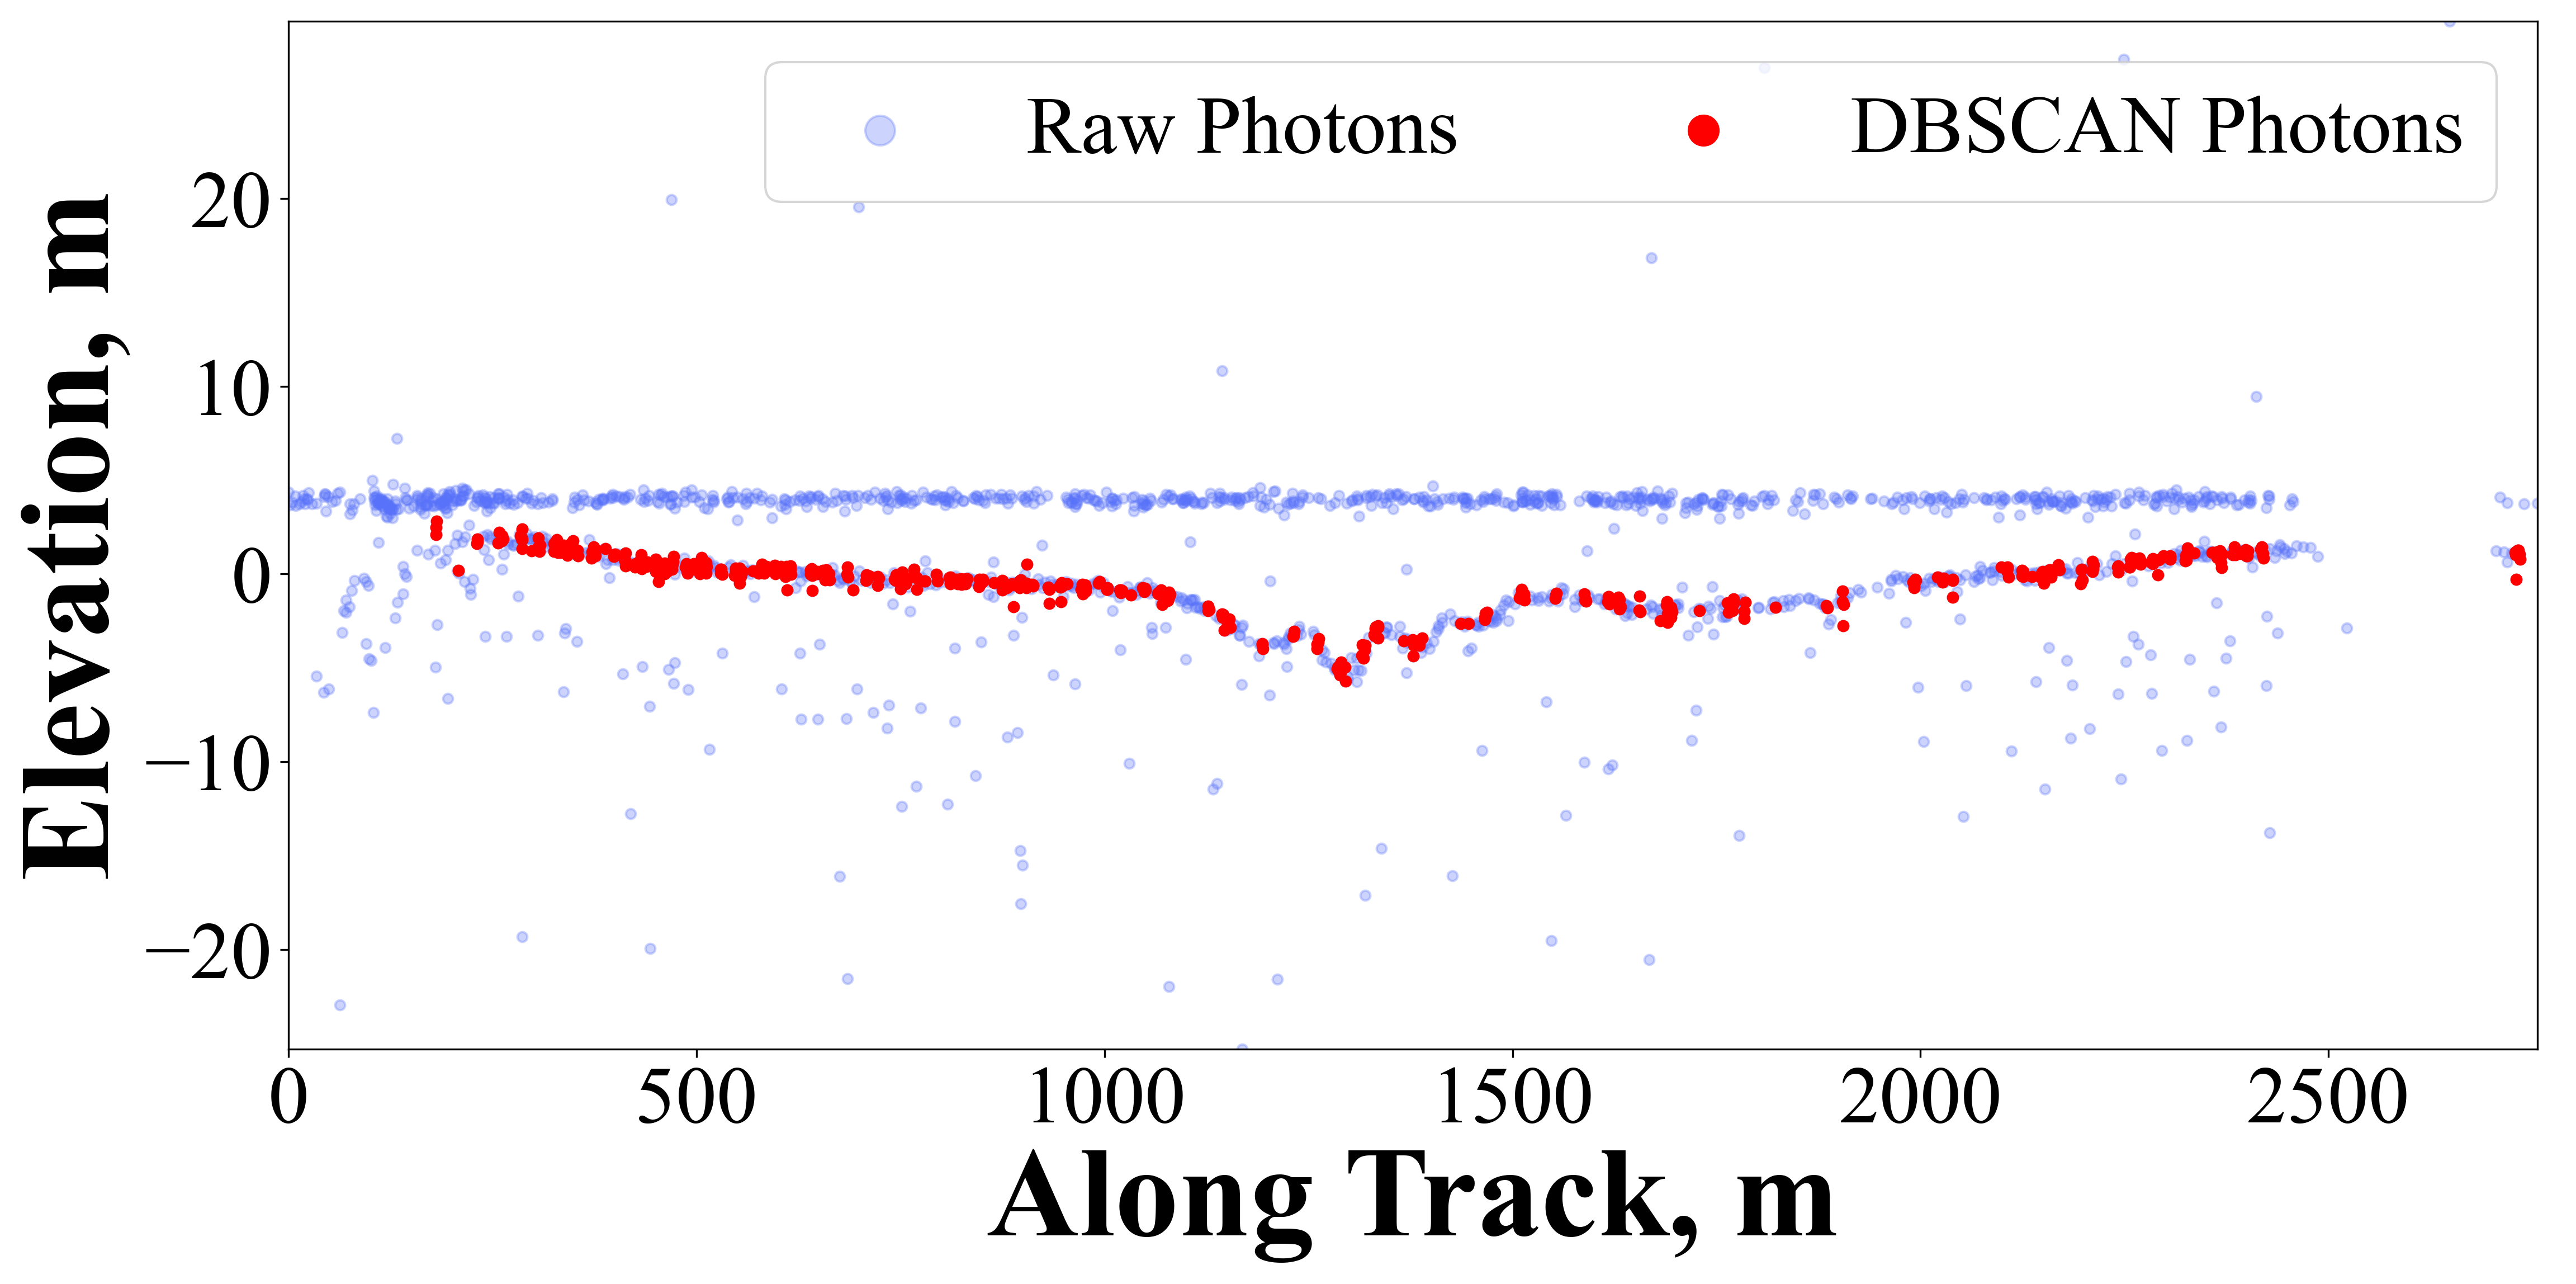 Raw Photons
DBSCAN Photons
Elevation, m
20
10
0
−10
−20
0
500
1000
1500
2000
2500
Along Track, m